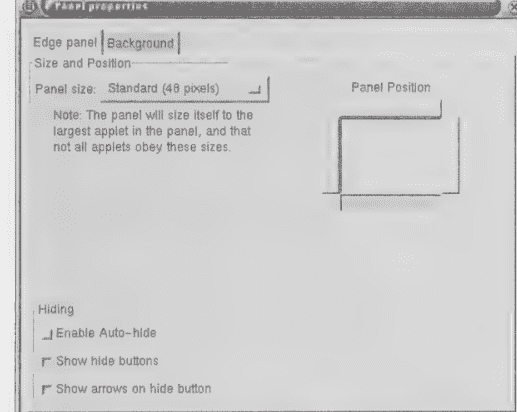 Panel properties
Edge panel Background
Size and Position
Panel size: Standard (48 pixels)
Panel Position
Note: The panel will size itself to the
largest applet in the panel, and that
not all applets obey these sizes.
Hiding
Enable Auto-hide
Show hide buttons
Show arrows on hide button